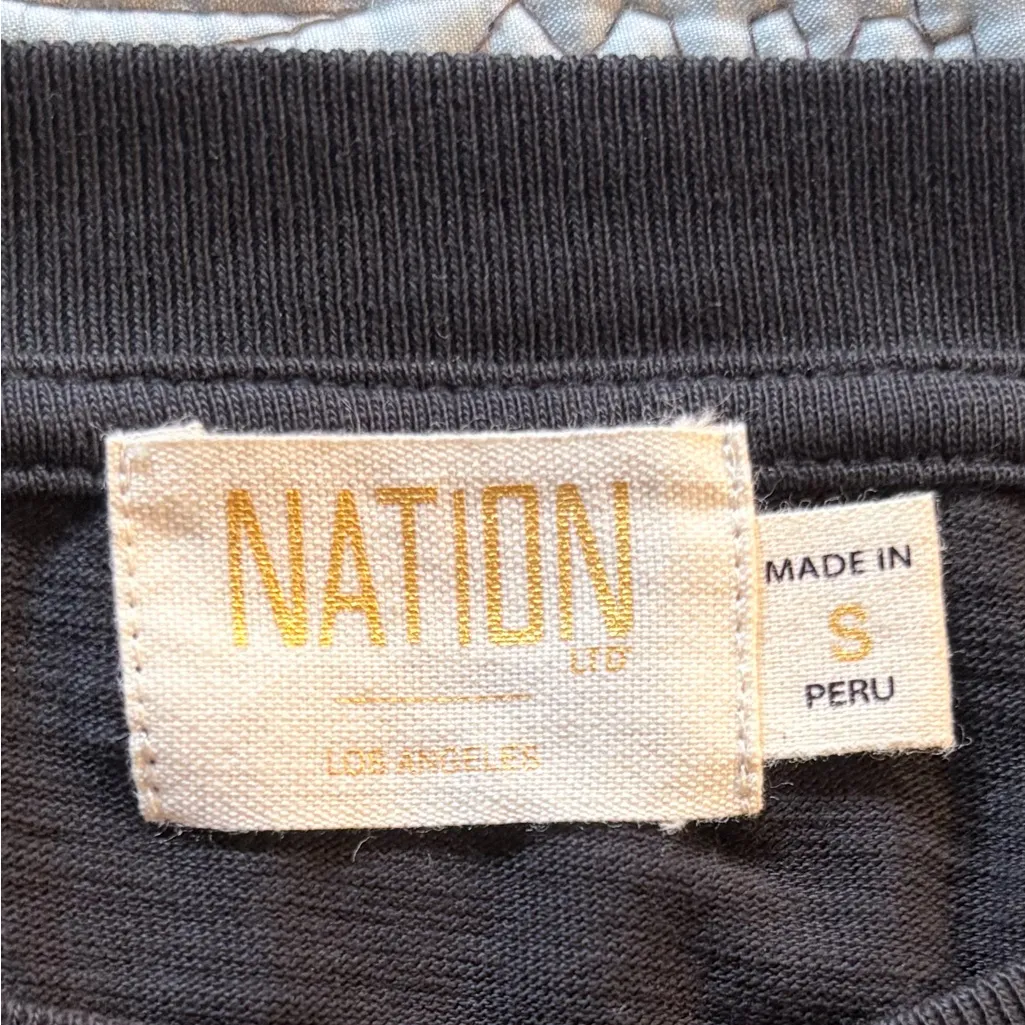 NATION
LTD
LOS ANGELES
MADE IN
S
PERU